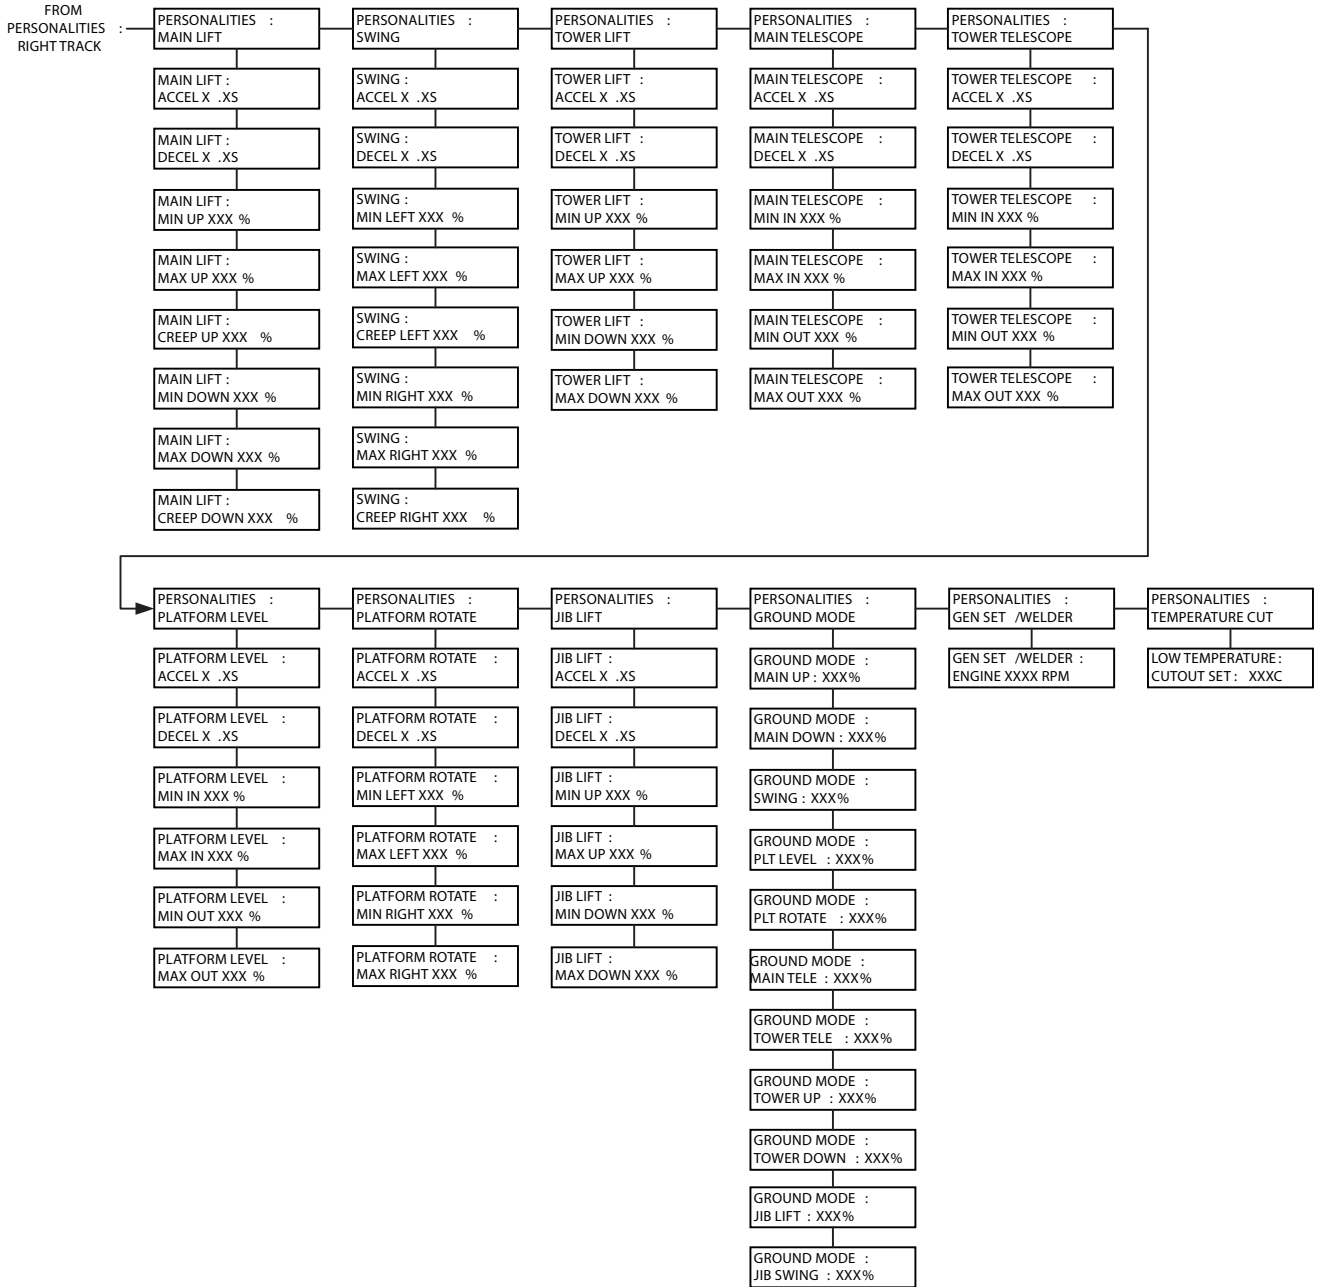 FROM
PERSONALITIES :
RIGHT TRACK
PERSONALITIES :
MAIN LIFT
MAIN LIFT :
ACCEL X .XS
MAIN LIFT :
DECEL X .XS
MAIN LIFT :
MIN UP XXX %
MAIN LIFT :
MAX UP XXX %
MAIN LIFT :
CREEP UP XXX %
MAIN LIFT :
MIN DOWN XXX %
MAIN LIFT :
MAX DOWN XXX %
MAIN LIFT :
CREEP DOWN XXX %
PERSONALITIES :
SWING
SWING :
ACCEL X .XS
SWING :
DECEL X .XS
SWING :
MIN LEFT XXX %
SWING :
MAX LEFT XXX %
SWING :
CREEP LEFT XXX %
SWING :
MIN RIGHT XXX %
SWING :
MAX RIGHT XXX %
SWING :
CREEP RIGHT XXX %
PERSONALITIES :
TOWER LIFT
TOWER LIFT :
ACCEL X .XS
TOWER LIFT :
DECEL X .XS
TOWER LIFT :
MIN UP XXX %
TOWER LIFT :
MAX UP XXX %
TOWER LIFT :
MIN DOWN XXX %
TOWER LIFT :
MAX DOWN XXX %
PERSONALITIES :
MAIN TELESCOPE
MAIN TELESCOPE :
ACCEL X .XS
MAIN TELESCOPE :
DECEL X .XS
MAIN TELESCOPE :
MIN IN XXX %
MAIN TELESCOPE :
MAX IN XXX %
MAIN TELESCOPE :
MIN OUT XXX %
MAIN TELESCOPE :
MAX OUT XXX %
PERSONALITIES :
TOWER TELESCOPE
TOWER TELESCOPE :
ACCEL X .XS
TOWER TELESCOPE :
DECEL X .XS
TOWER TELESCOPE :
MIN IN XXX %
TOWER TELESCOPE :
MAX IN XXX %
TOWER TELESCOPE :
MIN OUT XXX %
TOWER TELESCOPE :
MAX OUT XXX %
PERSONALITIES :
PLATFORM LEVEL
PLATFORM LEVEL :
ACCEL X .XS
PLATFORM LEVEL :
DECEL X .XS
PLATFORM LEVEL :
MIN IN XXX %
PLATFORM LEVEL :
MAX IN XXX %
PLATFORM LEVEL :
MIN OUT XXX %
PLATFORM LEVEL :
MAX OUT XXX %
PERSONALITIES :
PLATFORM ROTATE
PLATFORM ROTATE :
ACCEL X .XS
PLATFORM ROTATE :
DECEL X .XS
PLATFORM ROTATE :
MIN LEFT XXX %
PLATFORM ROTATE :
MAX LEFT XXX %
PLATFORM ROTATE :
MIN RIGHT XXX %
PLATFORM ROTATE :
MAX RIGHT XXX %
PERSONALITIES :
JIB LIFT
JIB LIFT :
ACCEL X .XS
JIB LIFT :
DECEL X .XS
JIB LIFT :
MIN UP XXX %
JIB LIFT :
MAX UP XXX %
JIB LIFT :
MIN DOWN XXX %
JIB LIFT :
MAX DOWN XXX %
PERSONALITIES :
GROUND MODE
GROUND MODE :
MAIN UP : XXX%
GROUND MODE :
MAIN DOWN : XXX%
GROUND MODE :
SWING : XXX%
GROUND MODE :
PLT LEVEL : XXX%
GROUND MODE :
PLT ROTATE : XXX%
GROUND MODE :
MAIN TELE : XXX%
GROUND MODE :
TOWER TELE : XXX%
GROUND MODE :
TOWER UP : XXX%
GROUND MODE :
TOWER DOWN : XXX%
GROUND MODE :
JIB LIFT : XXX%
GROUND MODE :
JIB SWING : XXX%
PERSONALITIES :
GEN SET /WELDER
GEN SET /WELDER :
ENGINE XXXX RPM
PERSONALITIES :
TEMPERATURE CUT
LOW TEMPERATURE :
CUTOUT SET : XXXC